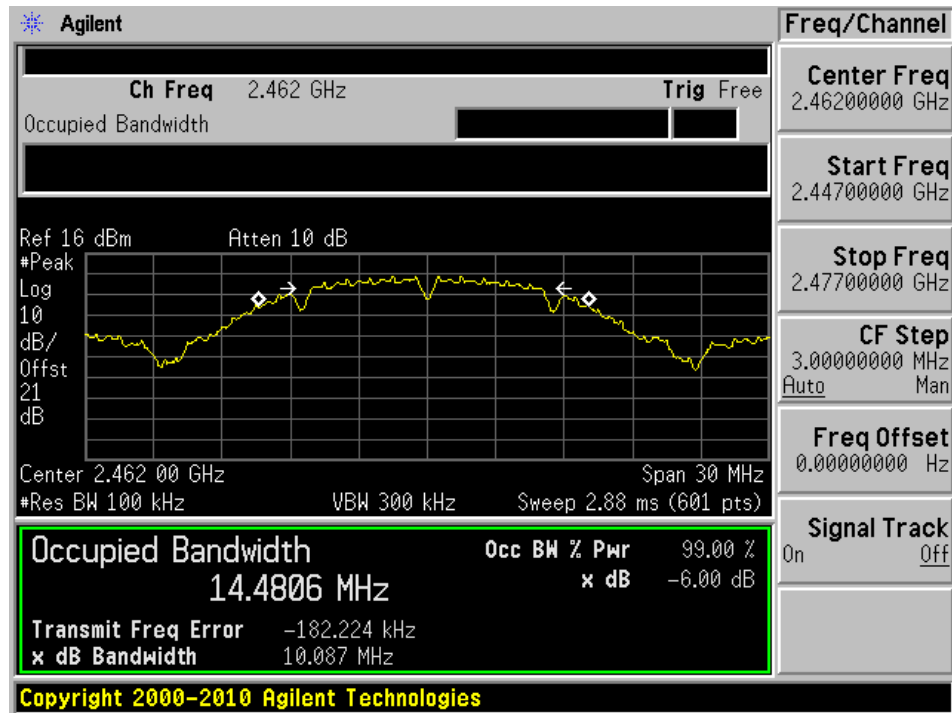 Agilent
Freq/Channel
Ch Freq 2.462 GHz Trig Free
Occupied Bandwidth
Center Freq
2.46200000 GHz
Start Freq
2.44700000 GHz
Stop Freq
2.47700000 GHz
CF Step
3.00000000 MHz
Auto Man
Freq Offset
0.00000000 Hz
Signal Track
On Off
Ref 16 dBm Atten 10 dB
#Peak
Log
10
dB/
Offst
21
dB
Center 2.462 00 GHz Span 30 MHz
#Res BW 100 kHz VBW 300 kHz Sweep 2.88 ms (601 pts)
Occupied Bandwidth Occ BW % Pwr 99.00 %
14.4806 MHz x dB -6.00 dB
Transmit Freq Error -182.224 kHz
x dB Bandwidth 10.087 MHz
Copyright 2000-2010 Agilent Technologies